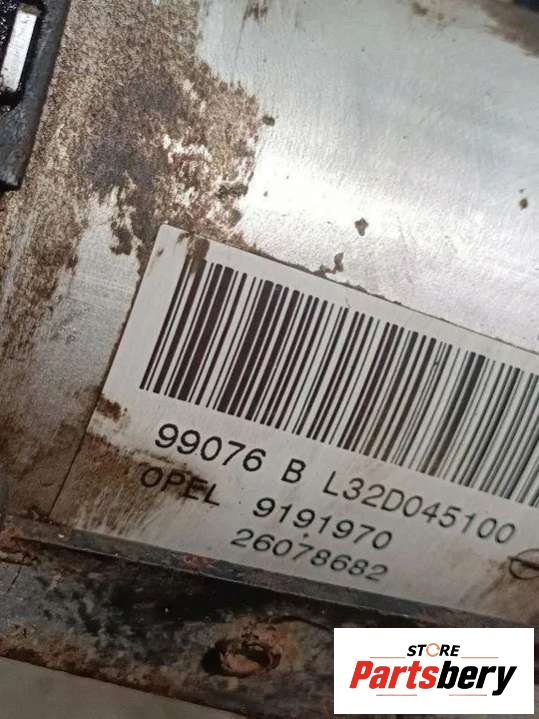 99076 B L32D045100
OPEL 9191970
26078682
STORE
Partsbery